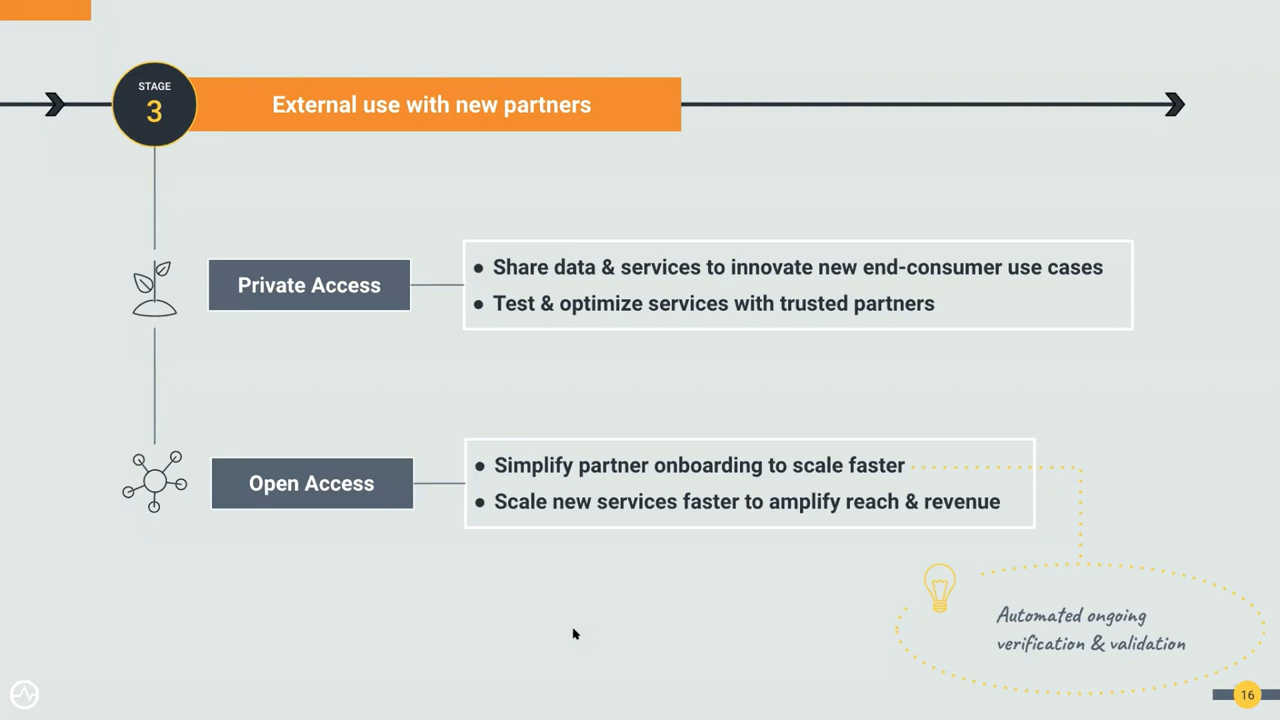 STAGE
3
External use with new partners
Private Access
● Share data & services to innovate new end-consumer use cases
● Test & optimize services with trusted partners
Open Access
● Simplify partner onboarding to scale faster
● Scale new services faster to amplify reach & revenue
Automated ongoing
verification & validation
16